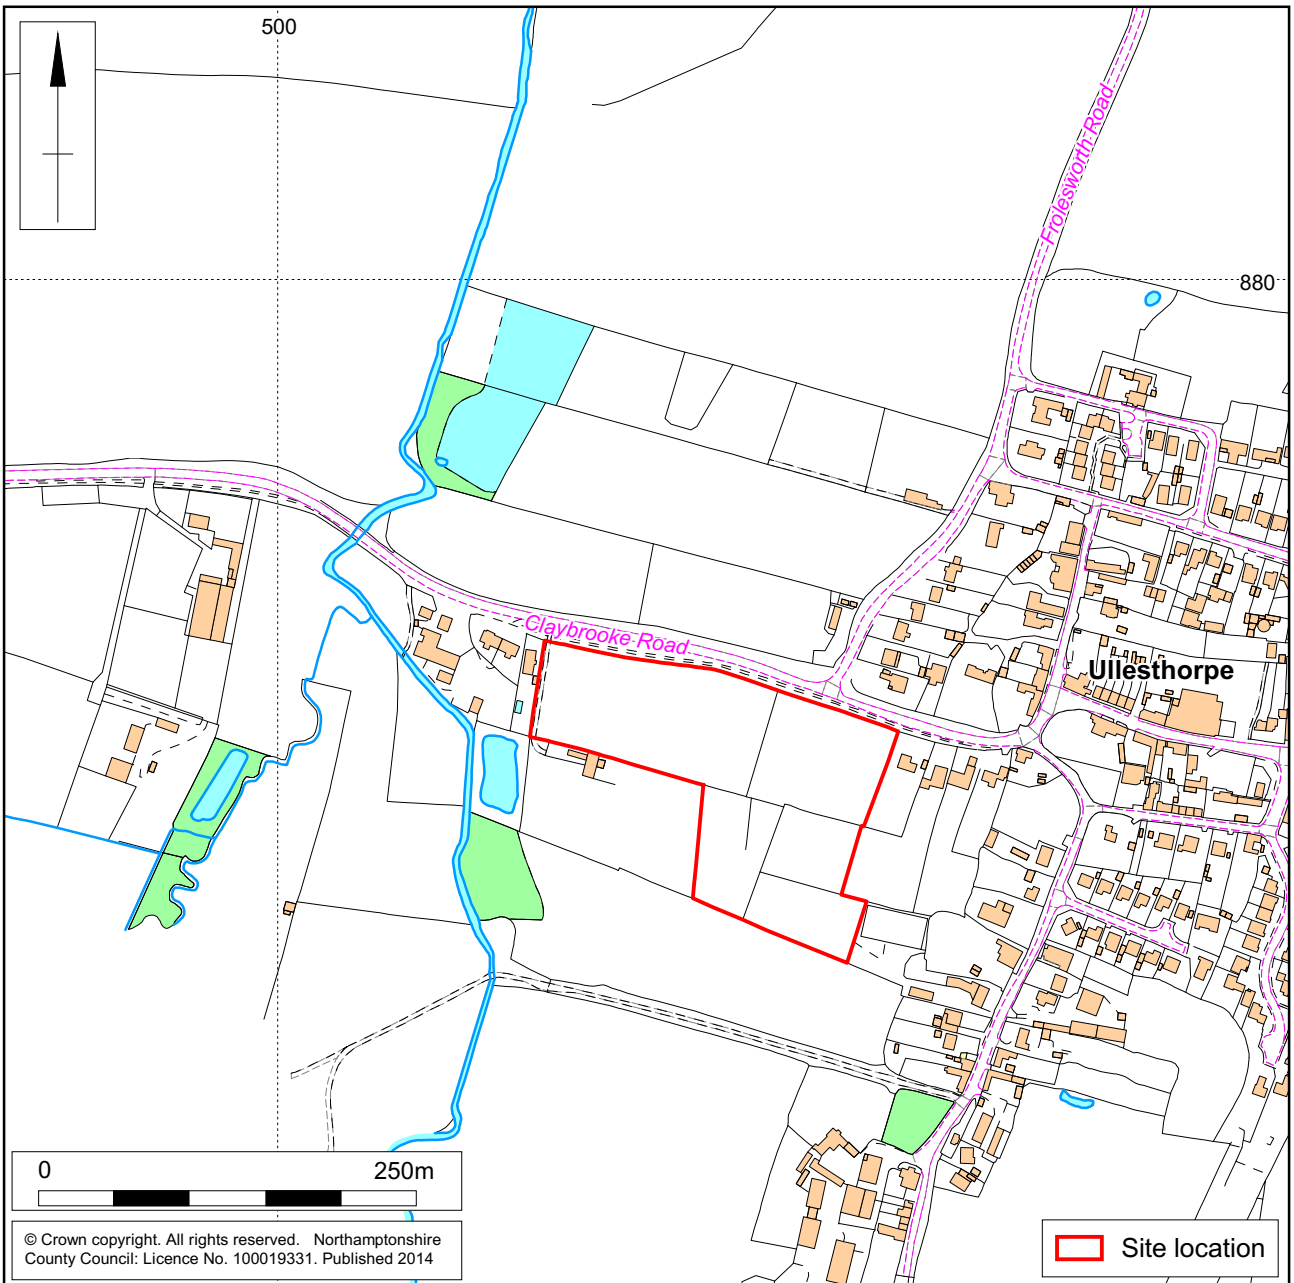 500
Frolesworth Road
880
Claybrooke Road
Ullesthorpe
0 250m
© Crown copyright. All rights reserved. Northamptonshire
County Council: Licence No. 100019331. Published 2014
Site location